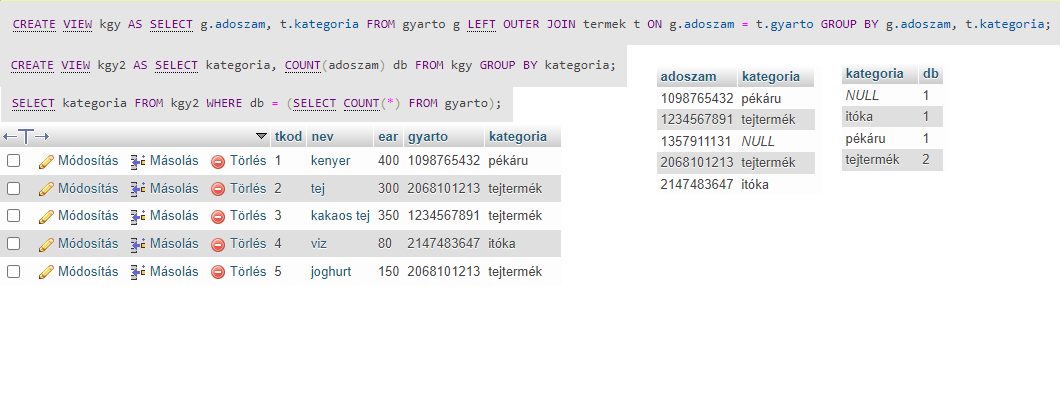 CREATE VIEW kgy AS SELECT g.adoszam, t.kategoria FROM gyarto g LEFT OUTER JOIN termek t ON g.adoszam = t.gyarto GROUP BY g.adoszam, t.kategoria;
CREATE VIEW kgy2 AS SELECT kategoria, COUNT(adoszam) db FROM kgy GROUP BY kategoria;
SELECT kategoria FROM kgy2 WHERE db = (SELECT COUNT(*) FROM gyarto);
←T→ tkod nev ear gyarto kategoria
Módosítás Másolás Törlés 1 kenyer 400 1098765432 pékáru
Módosítás Másolás Törlés 2 tej 300 2068101213 tejtermék
Módosítás Másolás Törlés 3 kakaos tej 350 1234567891 tejtermék
Módosítás Másolás Törlés 4 viz 80 2147483647 itóka
Módosítás Másolás Törlés 5 joghurt 150 2068101213 tejtermék
adoszam kategoria
1098765432 pékáru
1234567891 tejtermék
1357911131 NULL
2068101213 tejtermék
2147483647 itóka
kategoria db
NULL 1
itóka 1
pékáru 1
tejtermék 2